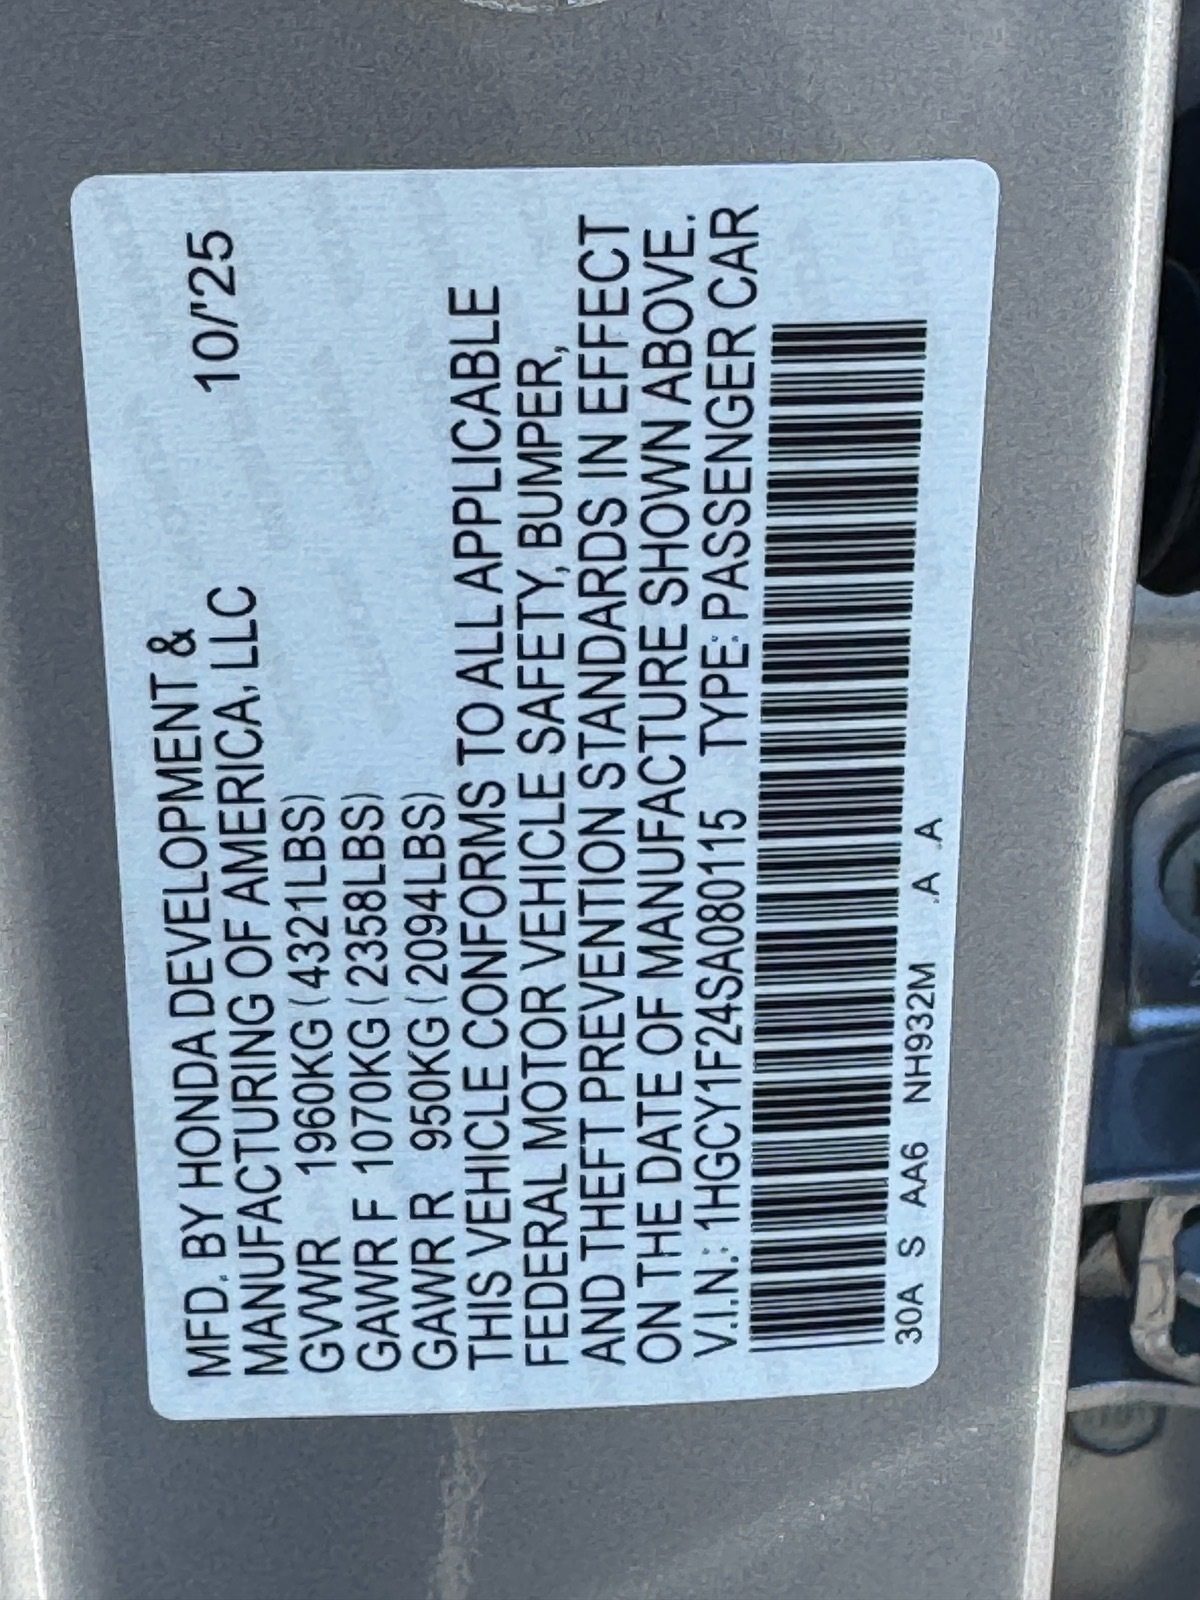 MFD. BY HONDA DEVELOPMENT &
MANUFACTURING OF AMERICA, LLC 10/'25
GVWR 1960KG (4321LBS)
GAWR F 1070KG (2358LBS)
GAWR R 950KG (2094LBS)
THIS VEHICLE CONFORMS TO ALL APPLICABLE
FEDERAL MOTOR VEHICLE SAFETY, BUMPER,
AND THEFT PREVENTION STANDARDS IN EFFECT
ON THE DATE OF MANUFACTURE SHOWN ABOVE.
V.I.N.: 1HGCY1F24SA080115 TYPE: PASSENGER CAR
30A S AA6 NH932M .A .A